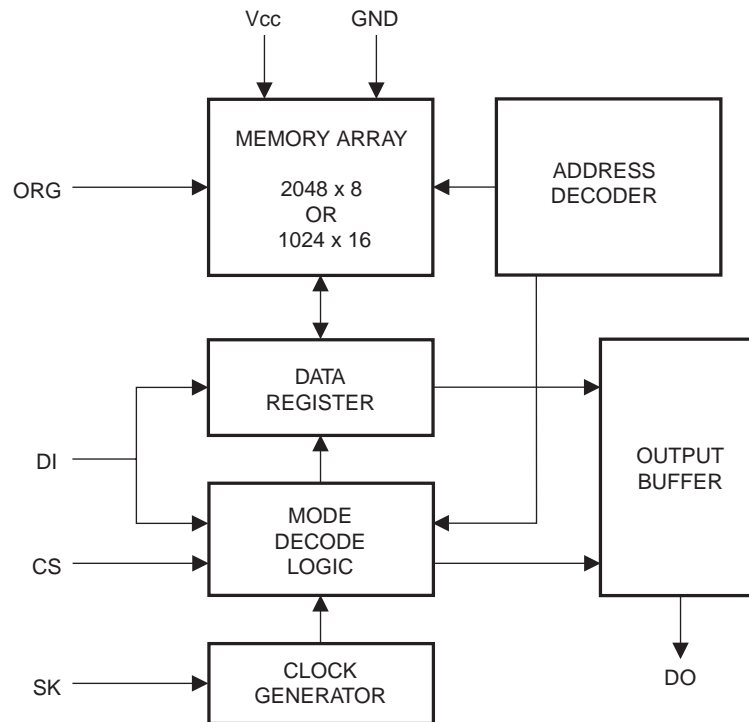 Vcc
GND
MEMORY ARRAY
2048 x 8
OR
1024 x 16
ADDRESS
DECODER
ORG
DATA
REGISTER
DI
OUTPUT
BUFFER
MODE
DECODE
LOGIC
CS
CLOCK
GENERATOR
SK
DO